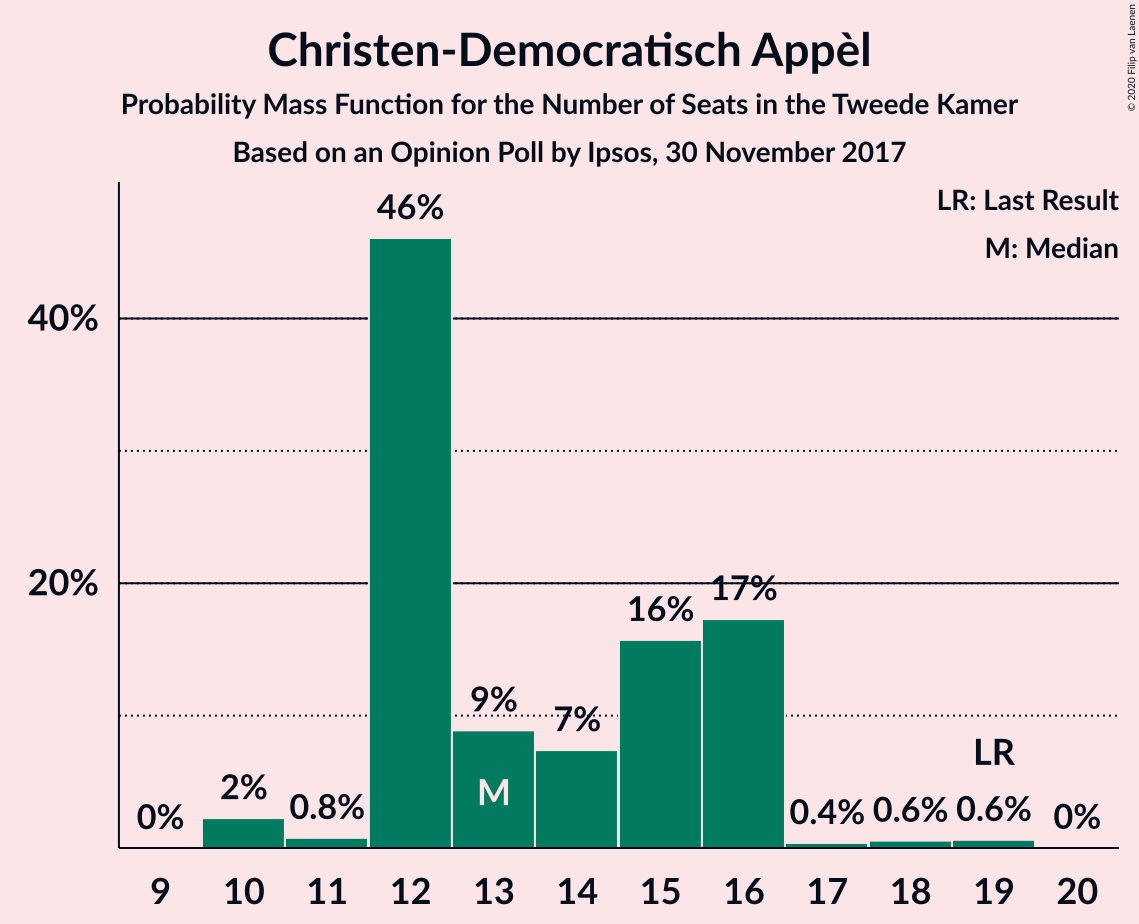 Christen-Democratisch Appèl
Probability Mass Function for the Number of Seats in the Tweede Kamer
Based on an Opinion Poll by Ipsos, 30 November 2017
© 2020 Filip van Laenen
LR: Last Result
M: Median
46%
40%
20%
17%
16%
9%
7%
LR
M
0%
2%
0.8%
0.4%
0.6%
0.6%
0%
9 10 11 12 13 14 15 16 17 18 19 20